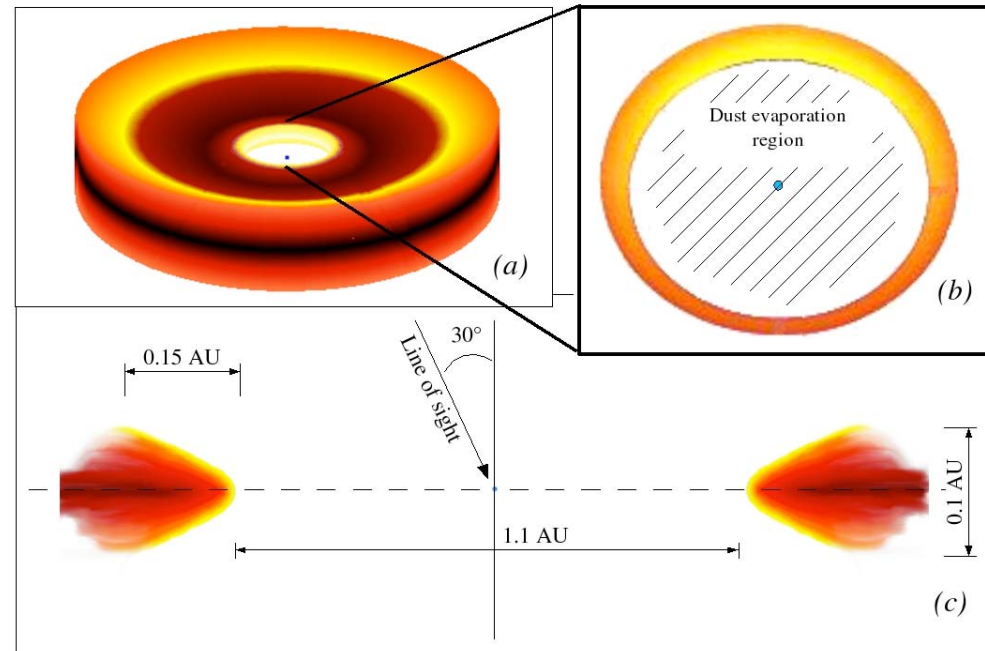 (a)
Dust evaporation
region
(b)
30°
Line of sight
0.15 AU
1.1 AU
0.1 AU
(c)